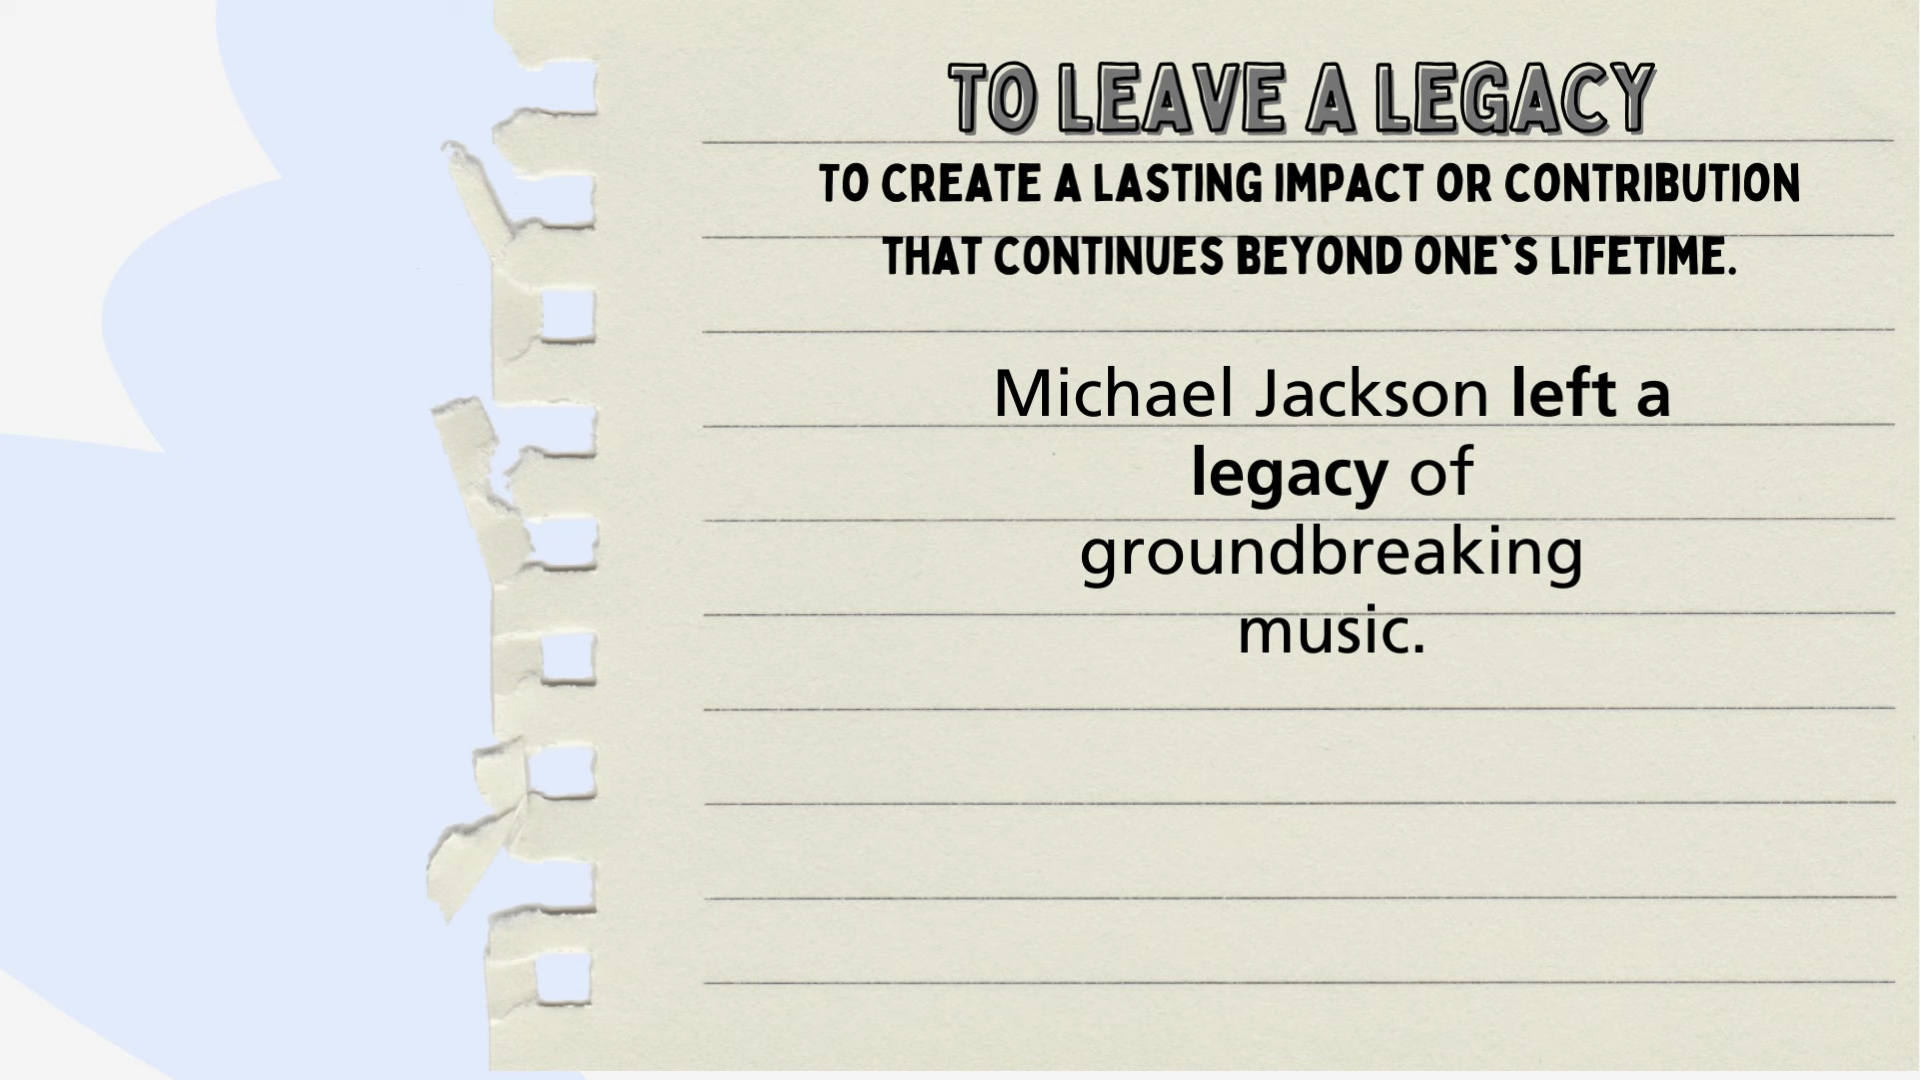 TO LEAVE A LEGACY
TO CREATE A LASTING IMPACT OR CONTRIBUTION
THAT CONTINUES BEYOND ONE`S LIFETIME.
Michael Jackson left a
legacy of
groundbreaking
music.